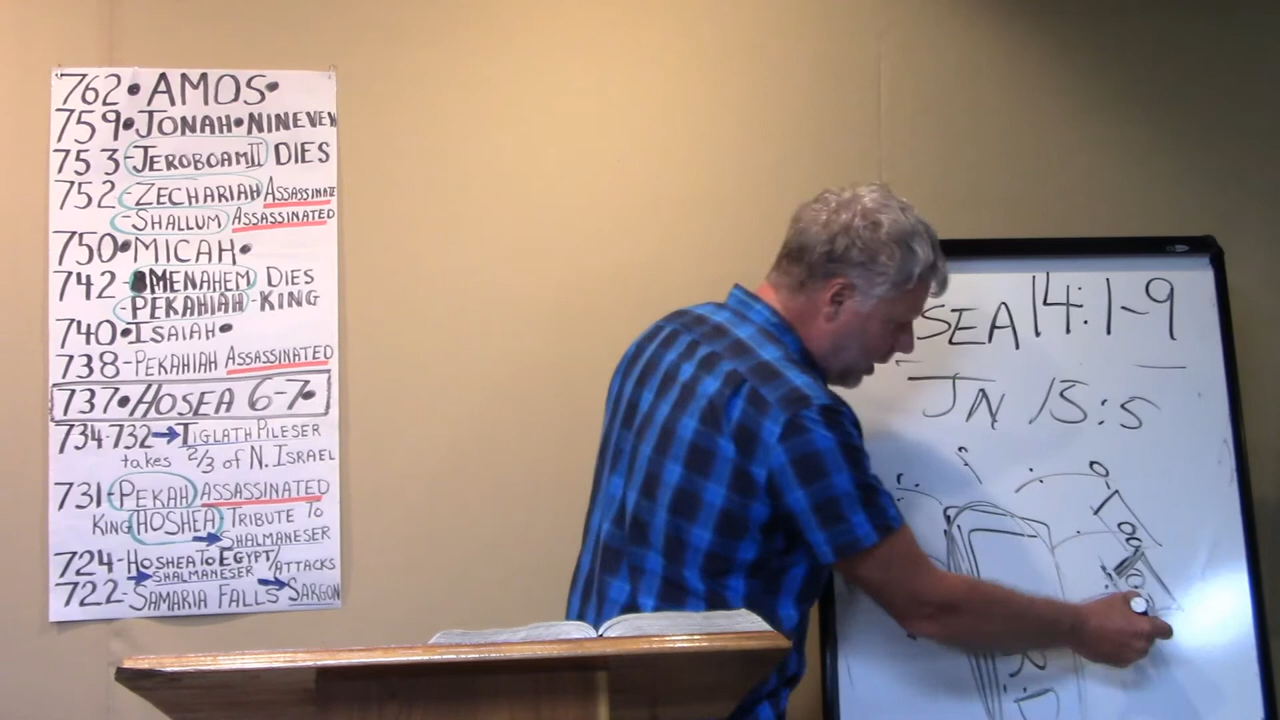 762•AMOS•
759•JONAH•NINEVEH
753-JEROBOAM II DIES
752-ZECHARIAH ASSASSINATE
-SHALLUM ASSASSINATED
750•MICAH•
742-MENAHEM DIES
-PEKAHIAH-KING
740•ISAIAH•
738-PEKAHIAH ASSASSINATED
737•HOSEA 6-7•
734-732→TIGLATH PILESER
takes 2/3 of N. ISRAEL
731-PEKAH ASSASSINATED
KING HOSHEA TRIBUTE TO
→SHALMANESER
724-HOSHEA TO EGYPT/
→SHALMANESER ATTACKS
722-SAMARIA FALLS→SARGON
SEA 14:1-9
JN 15:5